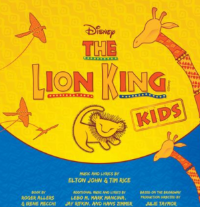 Disney
THE
LION KING
KIDS
MUSIC AND LYRICS BY
ELTON JOHN & TIM RICE
BOOK BY
ROGER ALLERS
& IRENE MECCHI
ADDITIONAL MUSIC AND LYRICS BY
LEBO M, MARK MANCINA,
JAY RIFKIN, AND HANS ZIMMER
BASED ON THE BROADWAY
PRODUCTION DIRECTED BY
JULIE TAYMOR